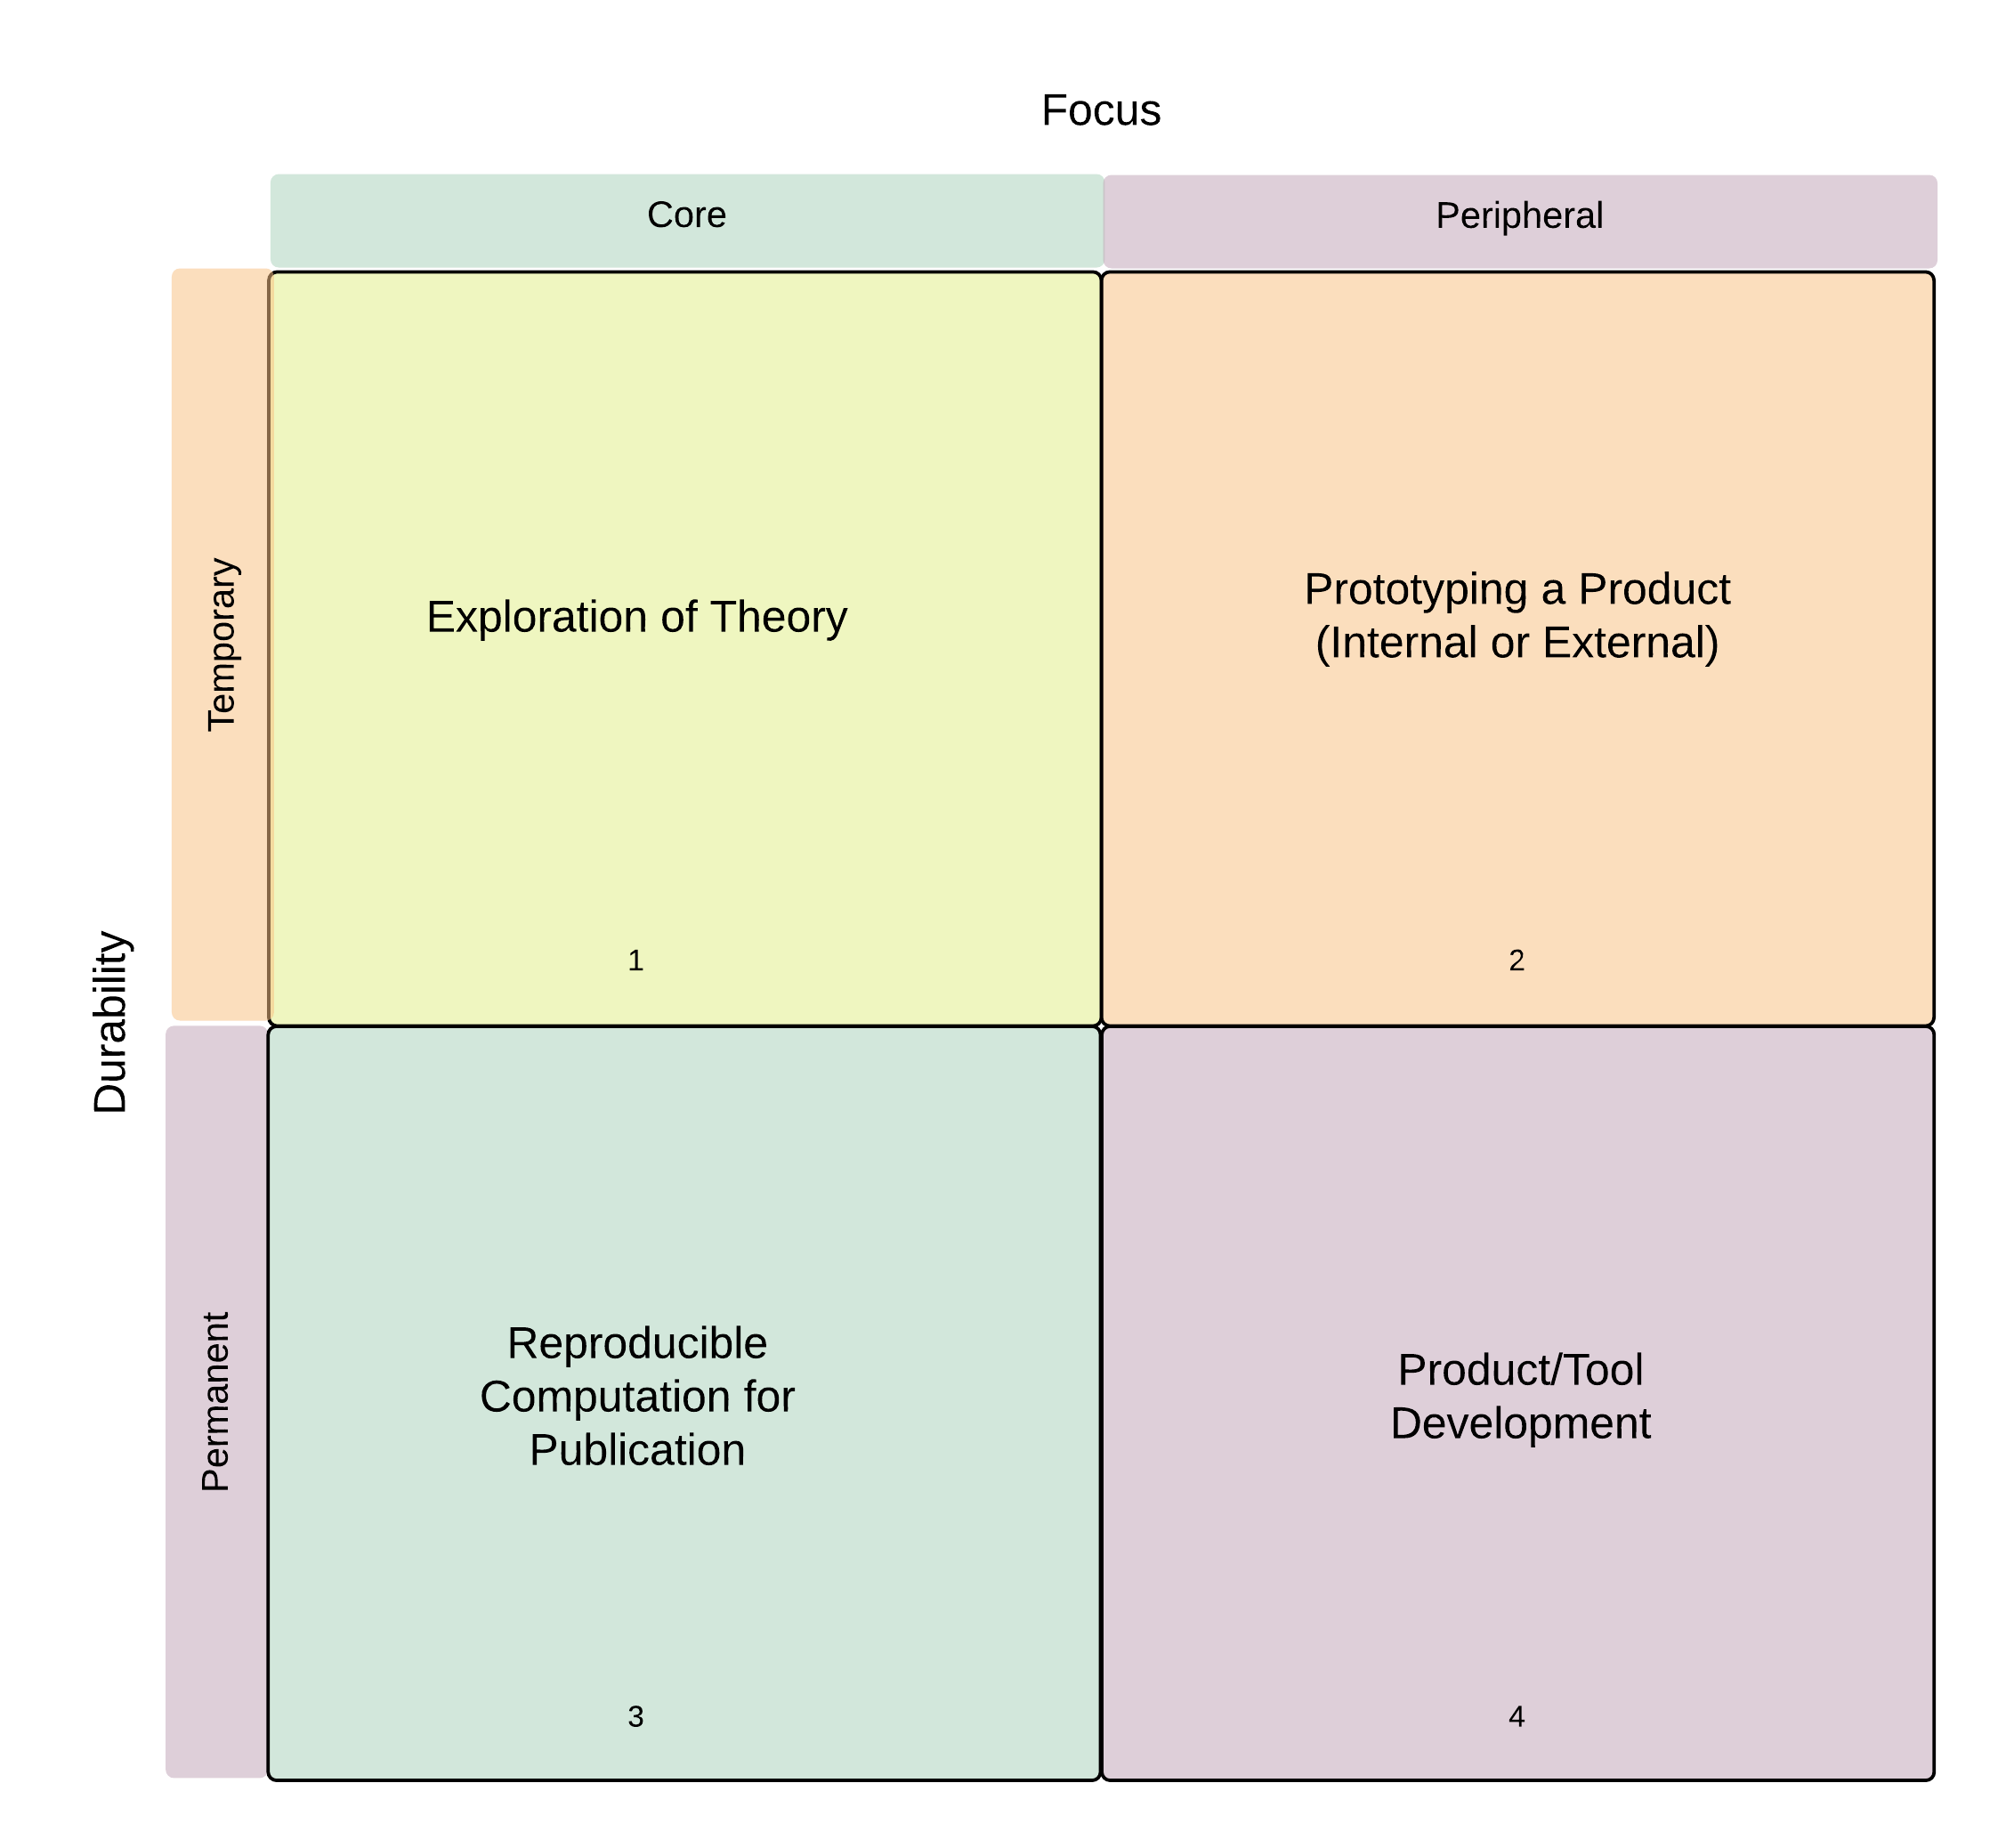 Focus
Core
Peripheral
Durability
Temporary
Exploration of Theory
1
Prototyping a Product
(Internal or External)
2
Permanent
Reproducible
Computation for
Publication
3
Product/Tool
Development
4